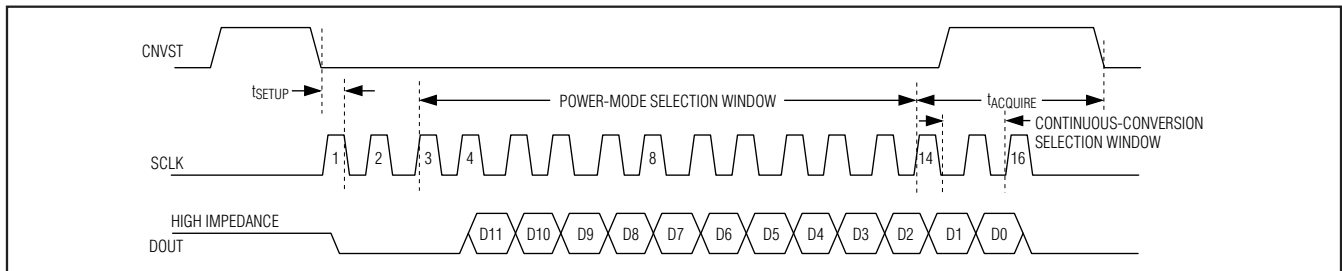 CNVST
tSETUP
POWER-MODE SELECTION WINDOW
tACQUIRE
CONTINUOUS-CONVERSION
SELECTION WINDOW
SCLK
1 2 3 4 8 14 16
HIGH IMPEDANCE
DOUT
D11 D10 D9 D8 D7 D6 D5 D4 D3 D2 D1 D0